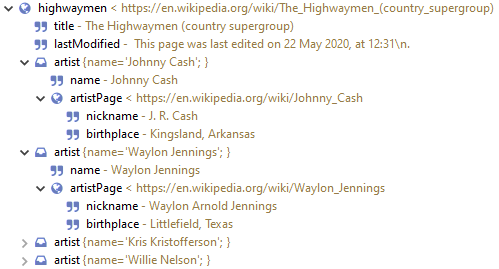 highwaymen < https://en.wikipedia.org/wiki/The_Highwaymen_(country_supergroup)
title - The Highwaymen (country supergroup)
lastModified - This page was last edited on 22 May 2020, at 12:31\n.
artist {name='Johnny Cash'; }
name - Johnny Cash
artistPage < https://en.wikipedia.org/wiki/Johnny_Cash
nickname - J. R. Cash
birthplace - Kingsland, Arkansas
artist {name='Waylon Jennings'; }
name - Waylon Jennings
artistPage < https://en.wikipedia.org/wiki/Waylon_Jennings
nickname - Waylon Arnold Jennings
birthplace - Littlefield, Texas
artist {name='Kris Kristofferson'; }
artist {name='Willie Nelson'; }